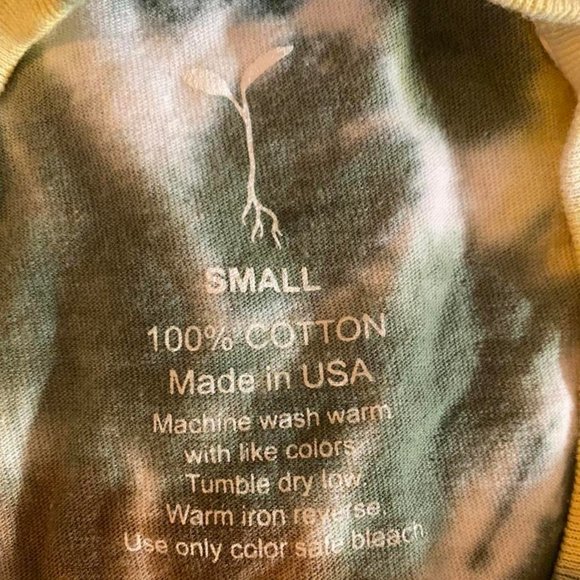 SMALL
100% COTTON
Made in USA
Machine wash warm
with like colors.
Tumble dry low.
Warm iron reverse.
Use only color safe bleach.